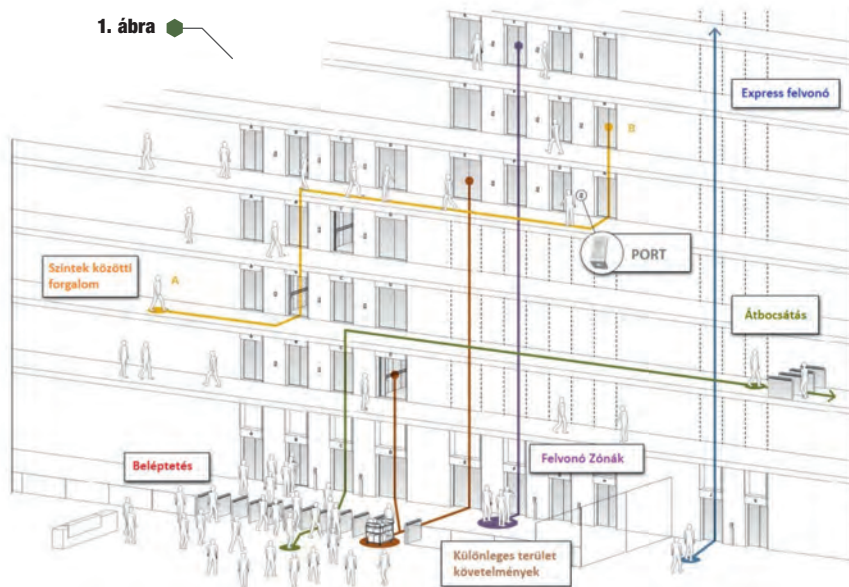 1. ábra
Express felvonó
B
PORT
Szintek közötti
forgalom
A
Átbocsátás
Beléptetés
Felvonó Zónák
Különleges terület
követelmények